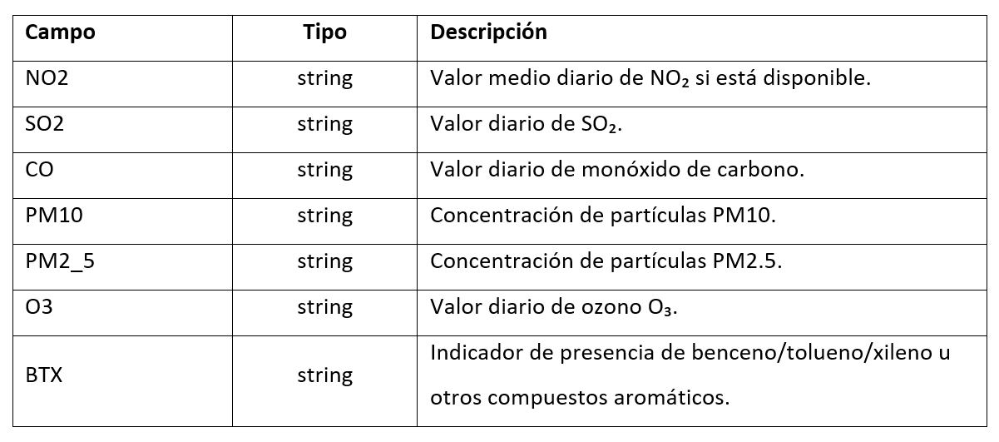 Campo Tipo Descripción
NO2 string Valor medio diario de NO₂ si está disponible.
SO2 string Valor diario de SO₂.
CO string Valor diario de monóxido de carbono.
PM10 string Concentración de partículas PM10.
PM2_5 string Concentración de partículas PM2.5.
O3 string Valor diario de ozono O₃.
BTX string Indicador de presencia de benceno/tolueno/xileno u
otros compuestos aromáticos.